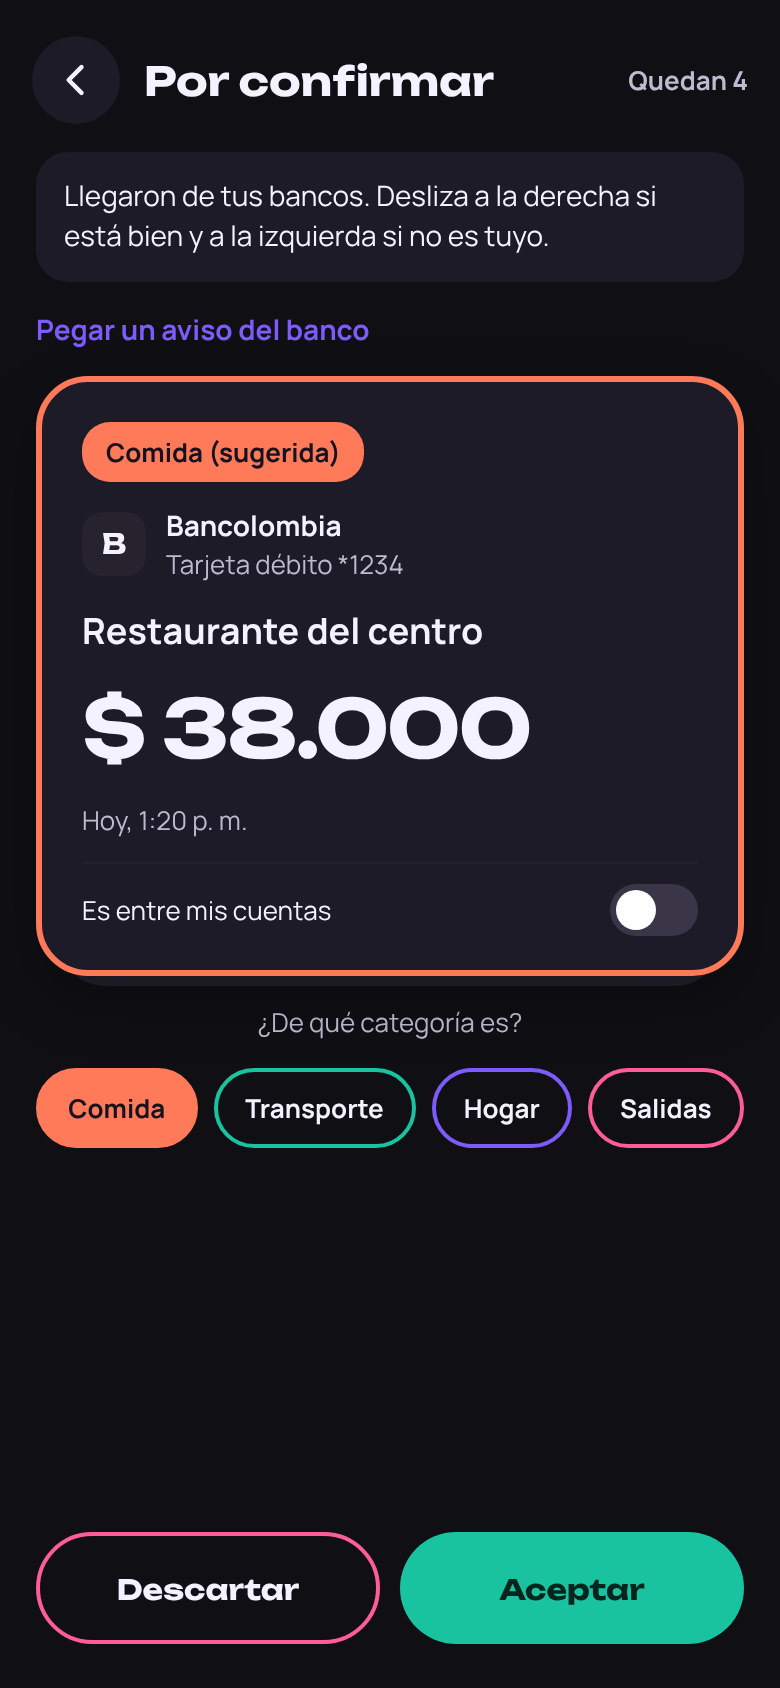 Por confirmar
Quedan 4
Llegaron de tus bancos. Desliza a la derecha si
está bien y a la izquierda si no es tuyo.
Pegar un aviso del banco
Comida (sugerida)
B
Bancolombia
Tarjeta débito *1234
Restaurante del centro
$ 38.000
Hoy, 1:20 p. m.
Es entre mis cuentas
¿De qué categoría es?
Comida
Transporte
Hogar
Salidas
Descartar
Aceptar